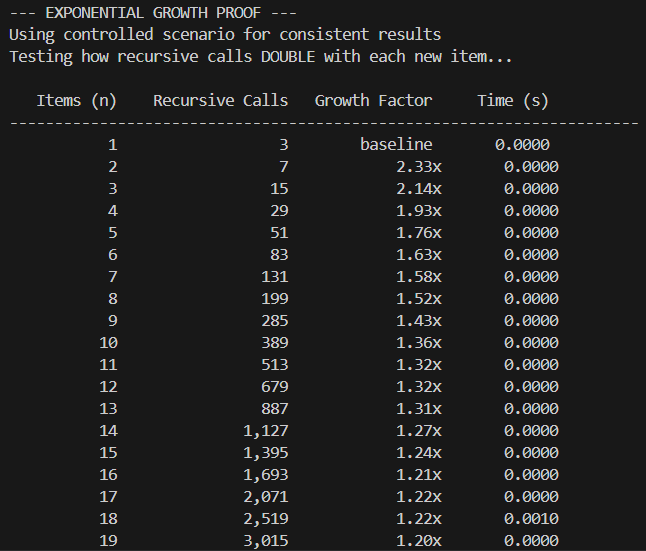 --- EXPONENTIAL GROWTH PROOF ---
Using controlled scenario for consistent results
Testing how recursive calls DOUBLE with each new item...
Items (n) Recursive Calls Growth Factor Time (s)
----------------------------------------------------------------------
1 3 baseline 0.0000
2 7 2.33x 0.0000
3 15 2.14x 0.0000
4 29 1.93x 0.0000
5 51 1.76x 0.0000
6 83 1.63x 0.0000
7 131 1.58x 0.0000
8 199 1.52x 0.0000
9 285 1.43x 0.0000
10 389 1.36x 0.0000
11 513 1.32x 0.0000
12 679 1.32x 0.0000
13 887 1.31x 0.0000
14 1,127 1.27x 0.0000
15 1,395 1.24x 0.0000
16 1,693 1.21x 0.0000
17 2,071 1.22x 0.0000
18 2,519 1.22x 0.0010
19 3,015 1.20x 0.0000